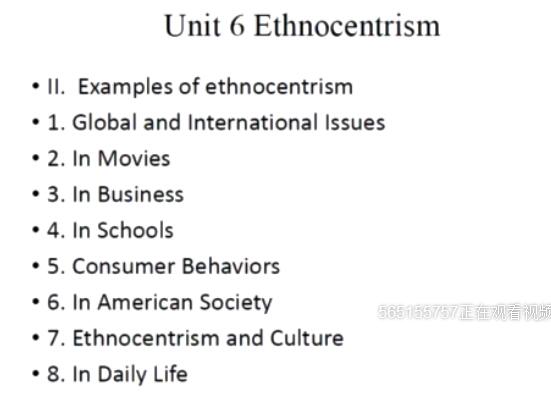 Unit 6 Ethnocentrism
• II. Examples of ethnocentrism
• 1. Global and International Issues
• 2. In Movies
• 3. In Business
• 4. In Schools
• 5. Consumer Behaviors
• 6. In American Society
565155757正在观看视频
• 7. Ethnocentrism and Culture
• 8. In Daily Life